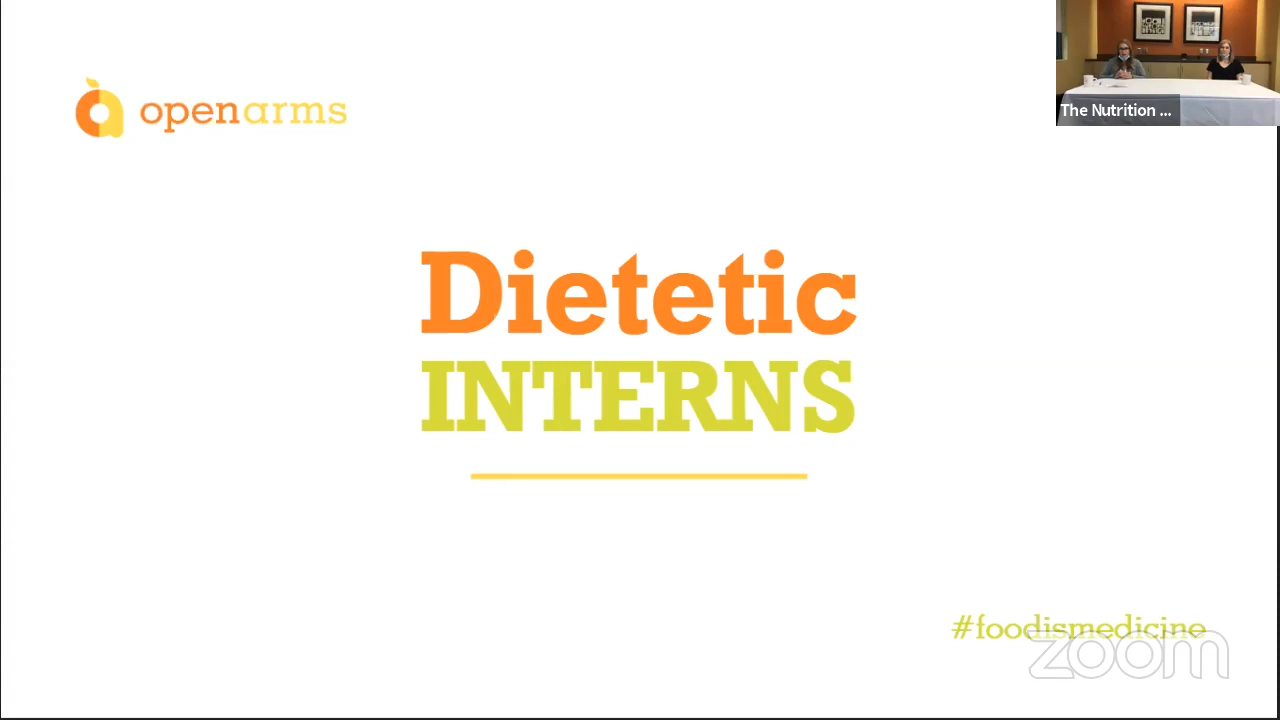 openarms
The Nutrition ...
Dietetic
INTERNS
#foodismedicine
zoom